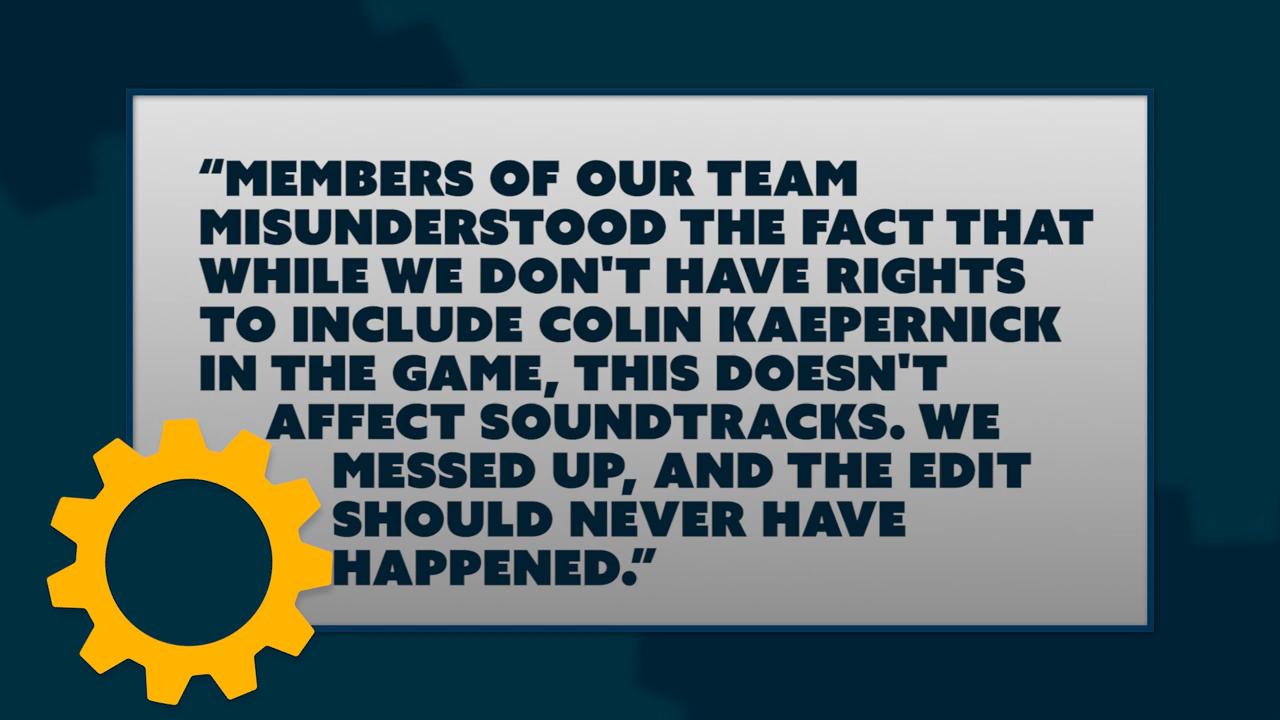 “MEMBERS OF OUR TEAM
MISUNDERSTOOD THE FACT THAT
WHILE WE DON'T HAVE RIGHTS
TO INCLUDE COLIN KAEPERNICK
IN THE GAME, THIS DOESN'T
AFFECT SOUNDTRACKS. WE
MESSED UP, AND THE EDIT
SHOULD NEVER HAVE
HAPPENED.”